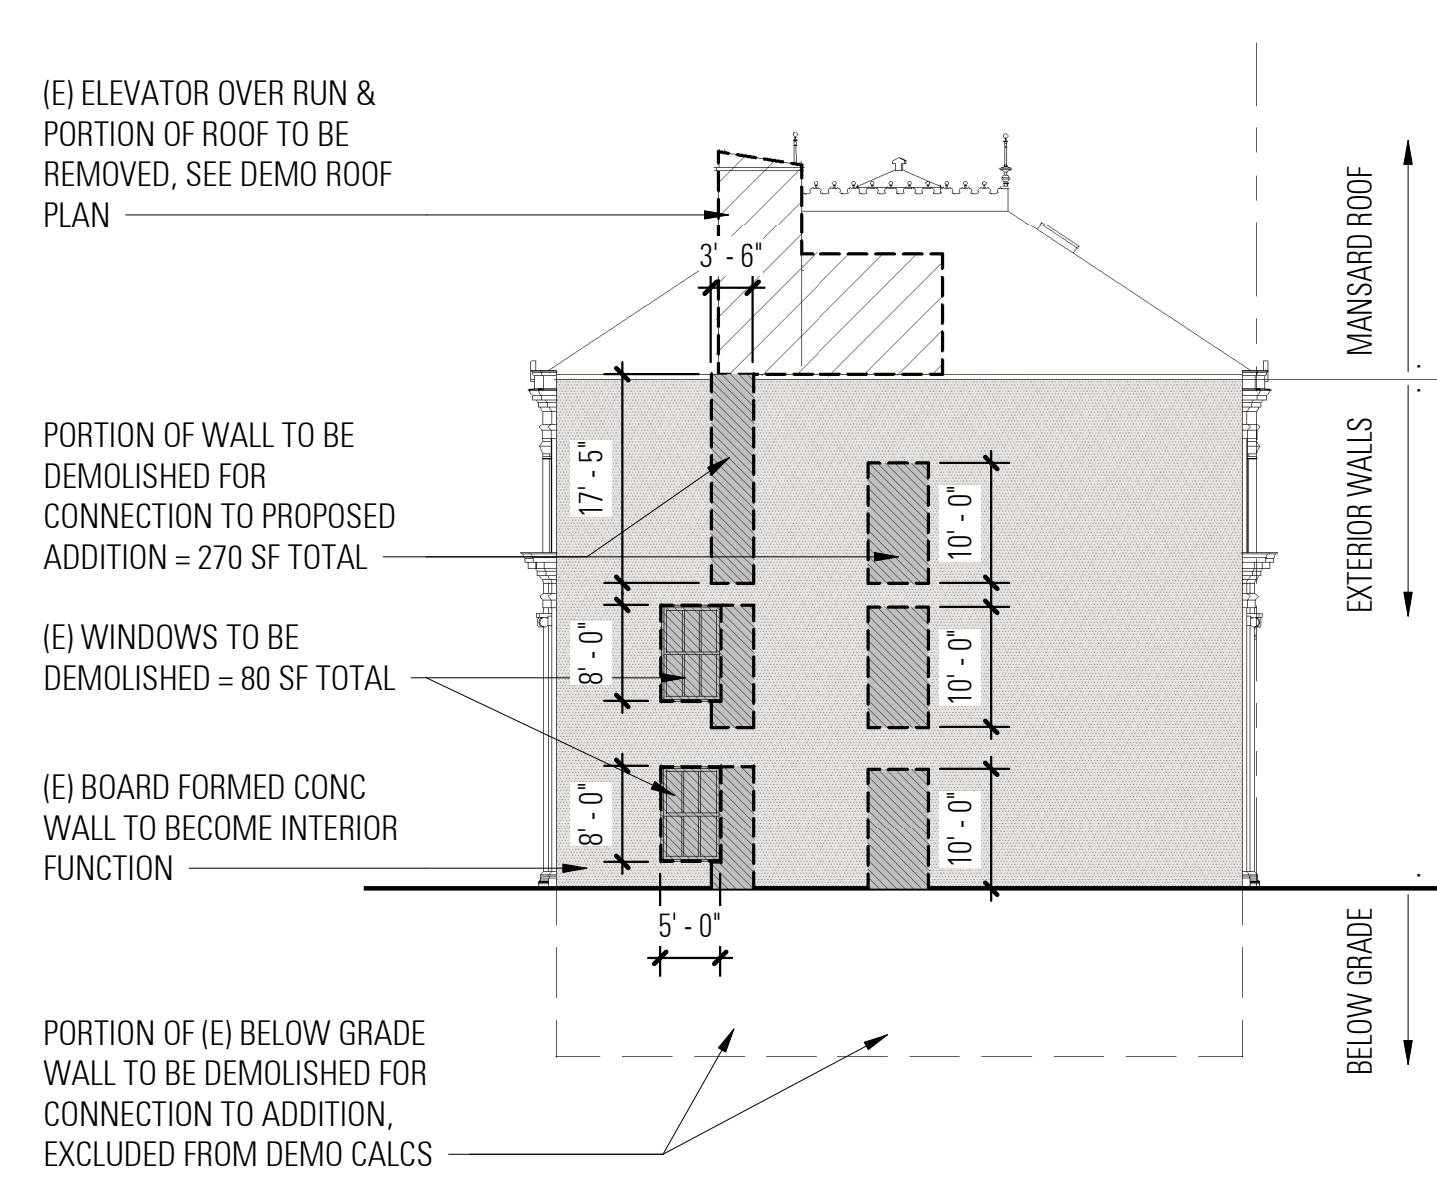 (E) ELEVATOR OVER RUN &
PORTION OF ROOF TO BE
REMOVED, SEE DEMO ROOF
PLAN
3' - 6"
MANSARD ROOF
PORTION OF WALL TO BE
DEMOLISHED FOR
CONNECTION TO PROPOSED
ADDITION = 270 SF TOTAL
17' - 5"
10' - 0"
EXTERIOR WALLS
(E) WINDOWS TO BE
DEMOLISHED = 80 SF TOTAL
8' - 0"
10' - 0"
(E) BOARD FORMED CONC
WALL TO BECOME INTERIOR
FUNCTION
8' - 0"
10' - 0"
5' - 0"
BELOW GRADE
PORTION OF (E) BELOW GRADE
WALL TO BE DEMOLISHED FOR
CONNECTION TO ADDITION,
EXCLUDED FROM DEMO CALCS